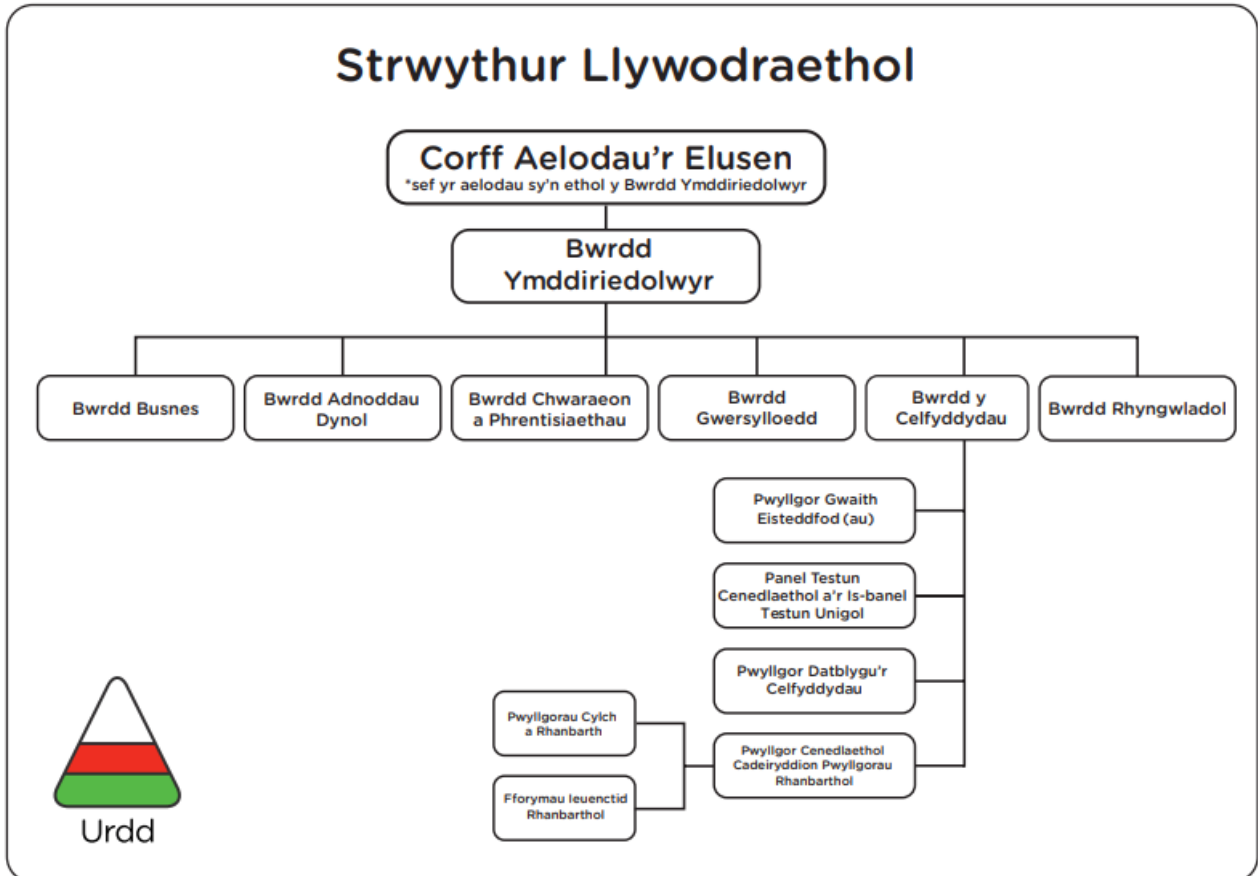 Strwythur Llywodraethol
Corff Aelodau'r Elusen
*sef yr aelodau sy'n ethol y Bwrdd Ymddiriedolwyr
Bwrdd
Ymddiriedolwyr
Bwrdd Busnes
Bwrdd Adnoddau
Dynol
Bwrdd Chwaraeon
a Phrentisiaethau
Bwrdd
Gwersylloedd
Bwrdd y
Celfyddydau
Bwrdd Rhyngwladol
Pwyllgor Gwaith
Eisteddfod (au)
Panel Testun
Cenedlaethol a'r Is-banel
Testun Unigol
Pwyllgor Datblygu'r
Celfyddydau
Pwyllgor Cenedlaethol
Cadeiryddion Pwyllgorau
Rhanbarthol
Pwyllgorau Cylch
a Rhanbarth
Fforymau Ieuenctid
Rhanbarthol
Urdd